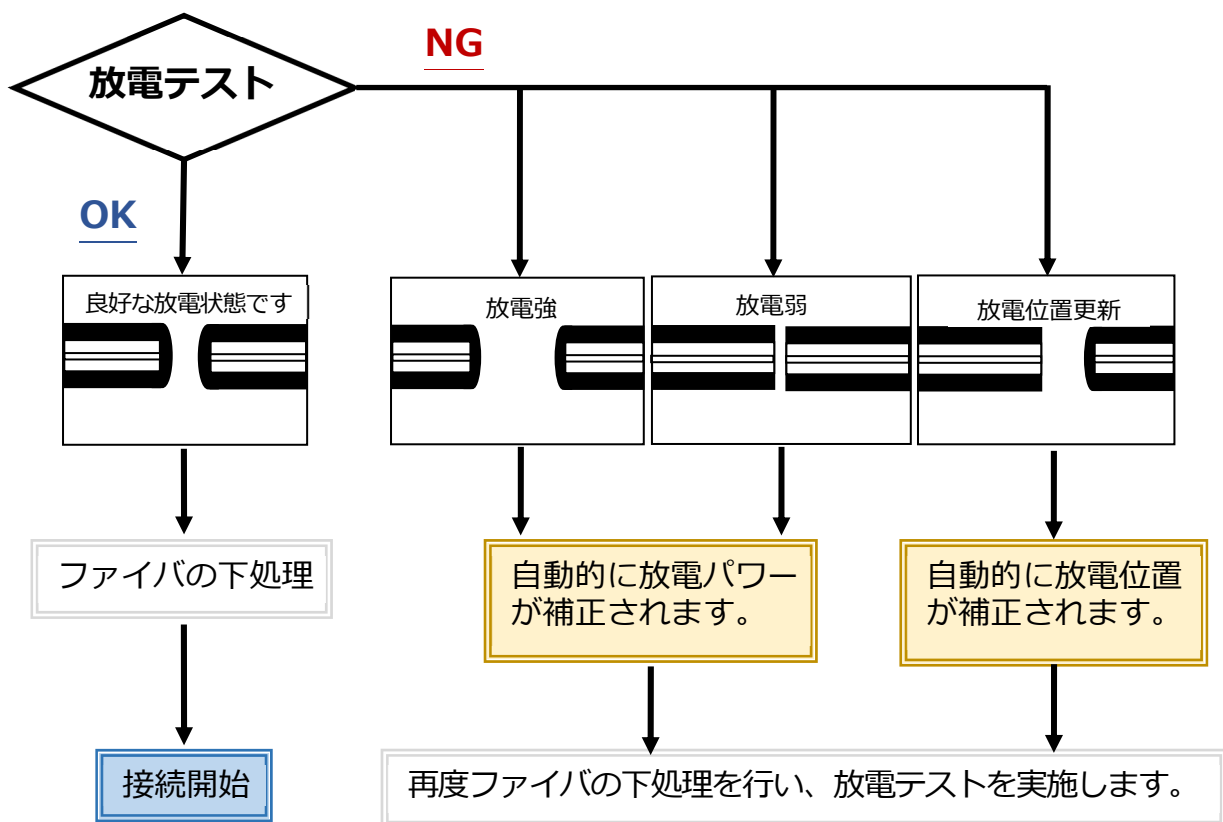 放電テスト
NG
OK
良好な放電状態です
放電強
放電弱
放電位置更新
ファイバの下処理
自動的に放電パワー
が補正されます。
自動的に放電位置
が補正されます。
接続開始
再度ファイバの下処理を行い、放電テストを実施します。